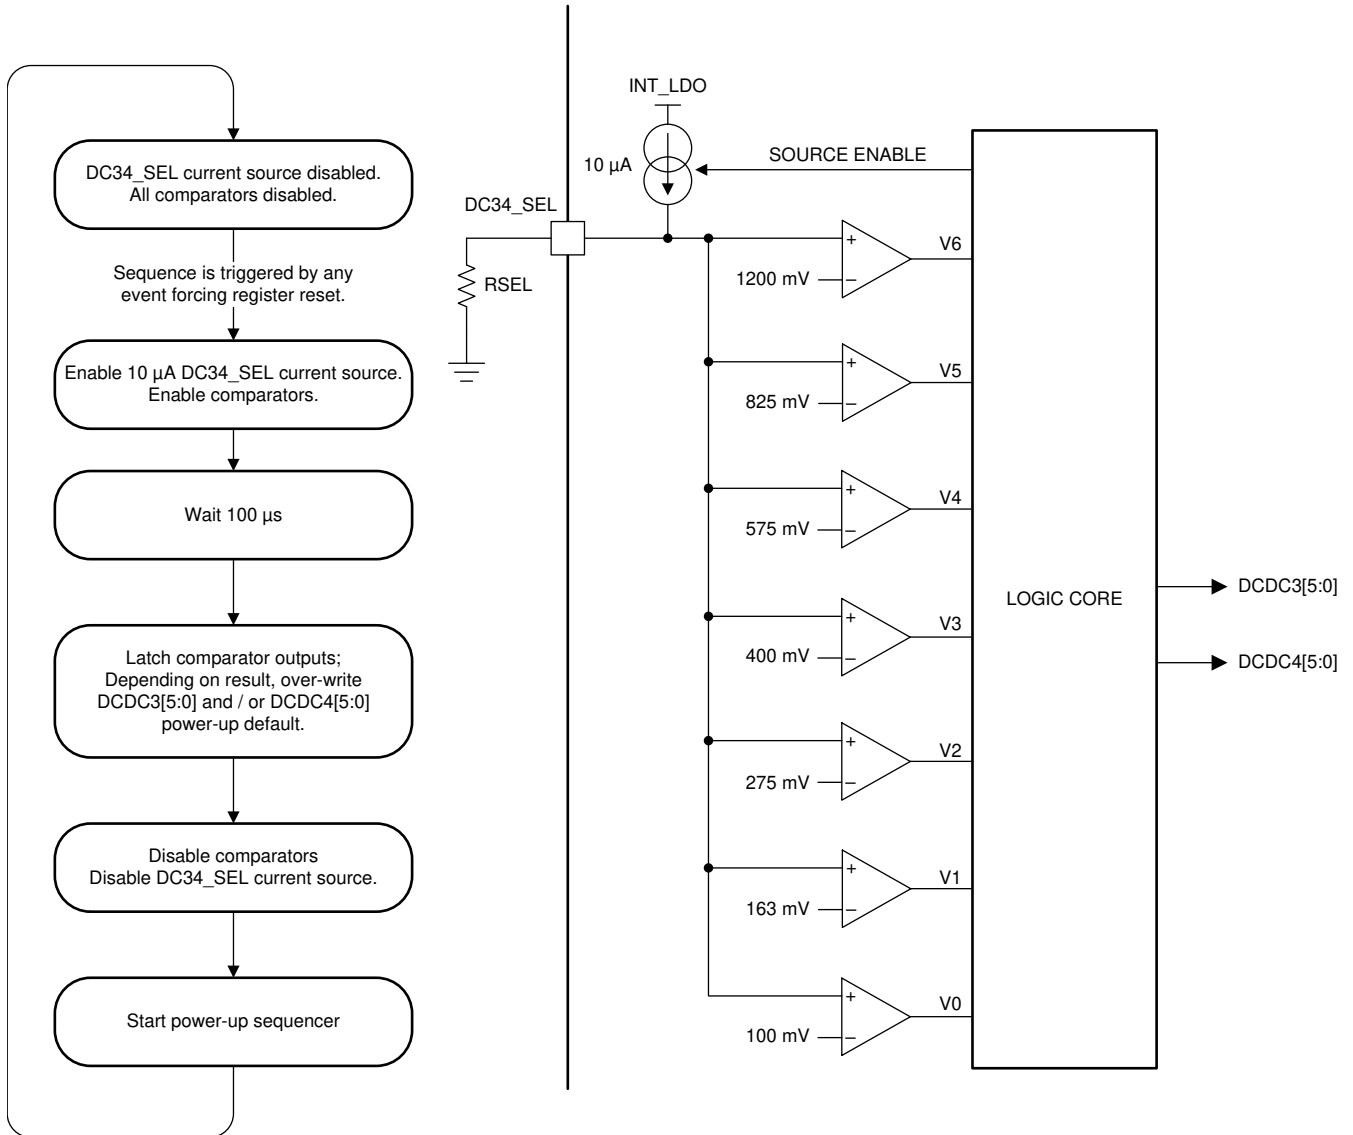 DC34_SEL current source disabled.
All comparators disabled.
Sequence is triggered by any
event forcing register reset.
Enable 10 µA DC34_SEL current source.
Enable comparators.
Wait 100 µs
Latch comparator outputs;
Depending on result, over-write
DCDC3[5:0] and / or DCDC4[5:0]
power-up default.
Disable comparators
Disable DC34_SEL current source.
Start power-up sequencer
INT_LDO
10 µA
SOURCE ENABLE
DC34_SEL
RSEL
+
1200 mV
–
V6
+
825 mV
–
V5
+
575 mV
–
V4
+
400 mV
–
V3
+
275 mV
–
V2
+
163 mV
–
V1
+
100 mV
–
V0
LOGIC CORE
DCDC3[5:0]
DCDC4[5:0]